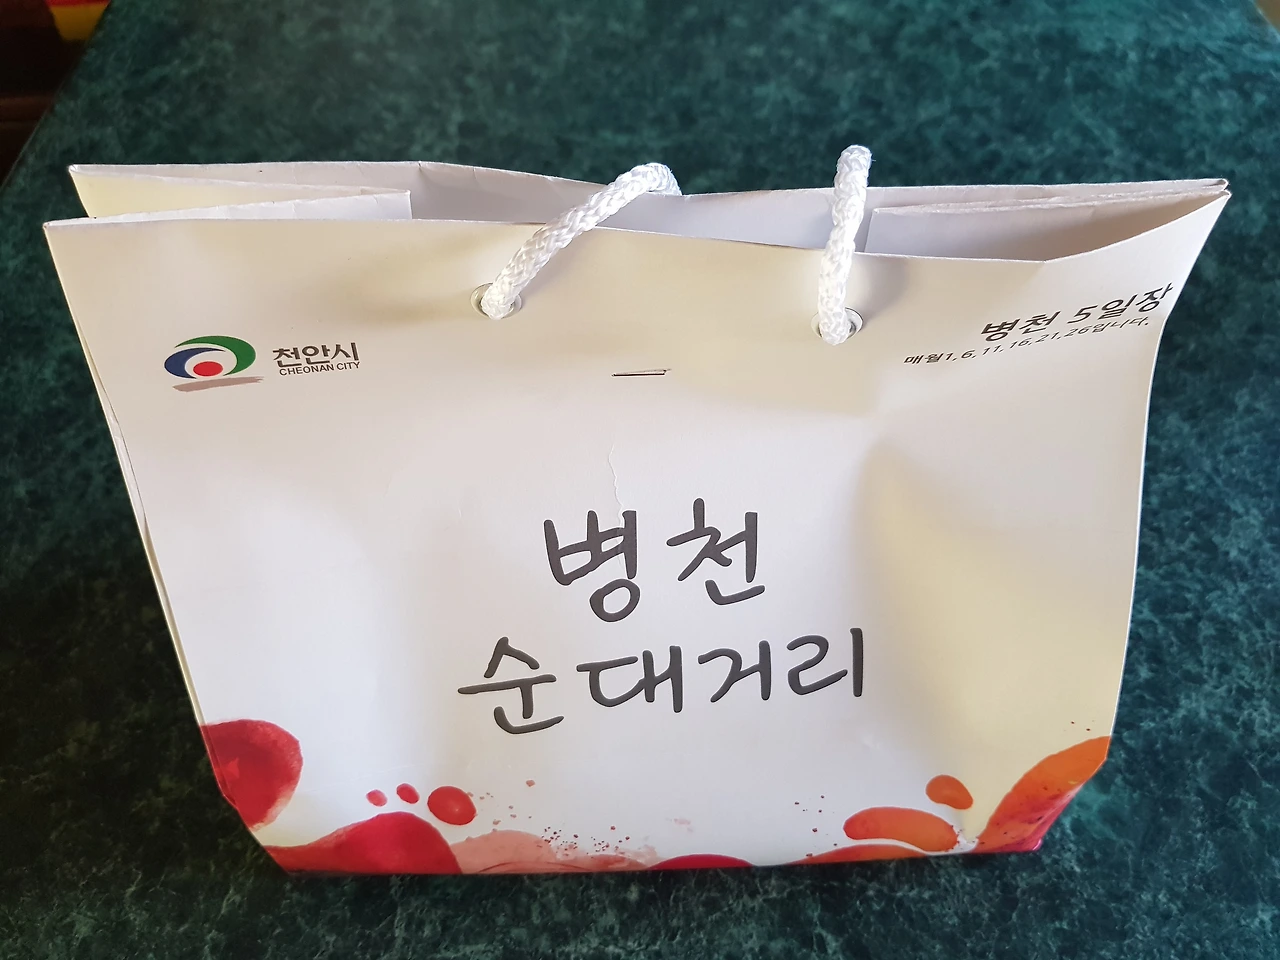 천안시
CHEONAN CITY
병천 5일장
매월1,6,11,16,21,26입니다.
병천
순대거리